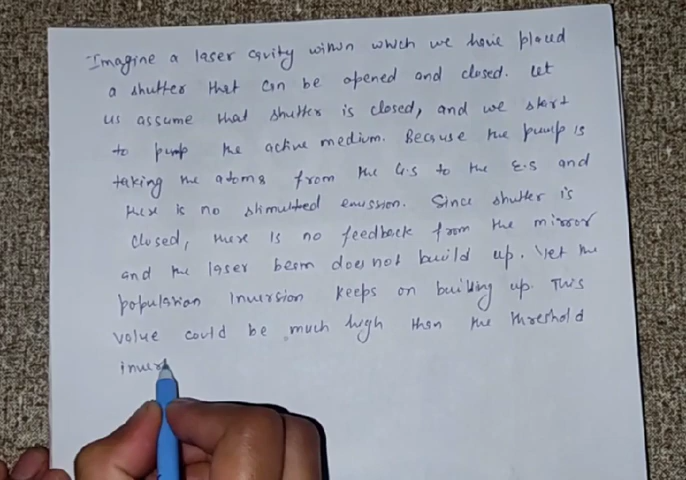 Imagine a laser cavity within which we have placed
a shutter that can be opened and closed. Let
us assume that shutter is closed, and we start
to pump the active medium. Because the pump is
taking the atoms from the G.S to the E.S and
there is no stimulted emission. Since shutter is
closed, there is no feedback from the mirror
and the laser beam does not build up. Yet the
population inversion keeps on builing up. This
value could be much high than the threshold
inver